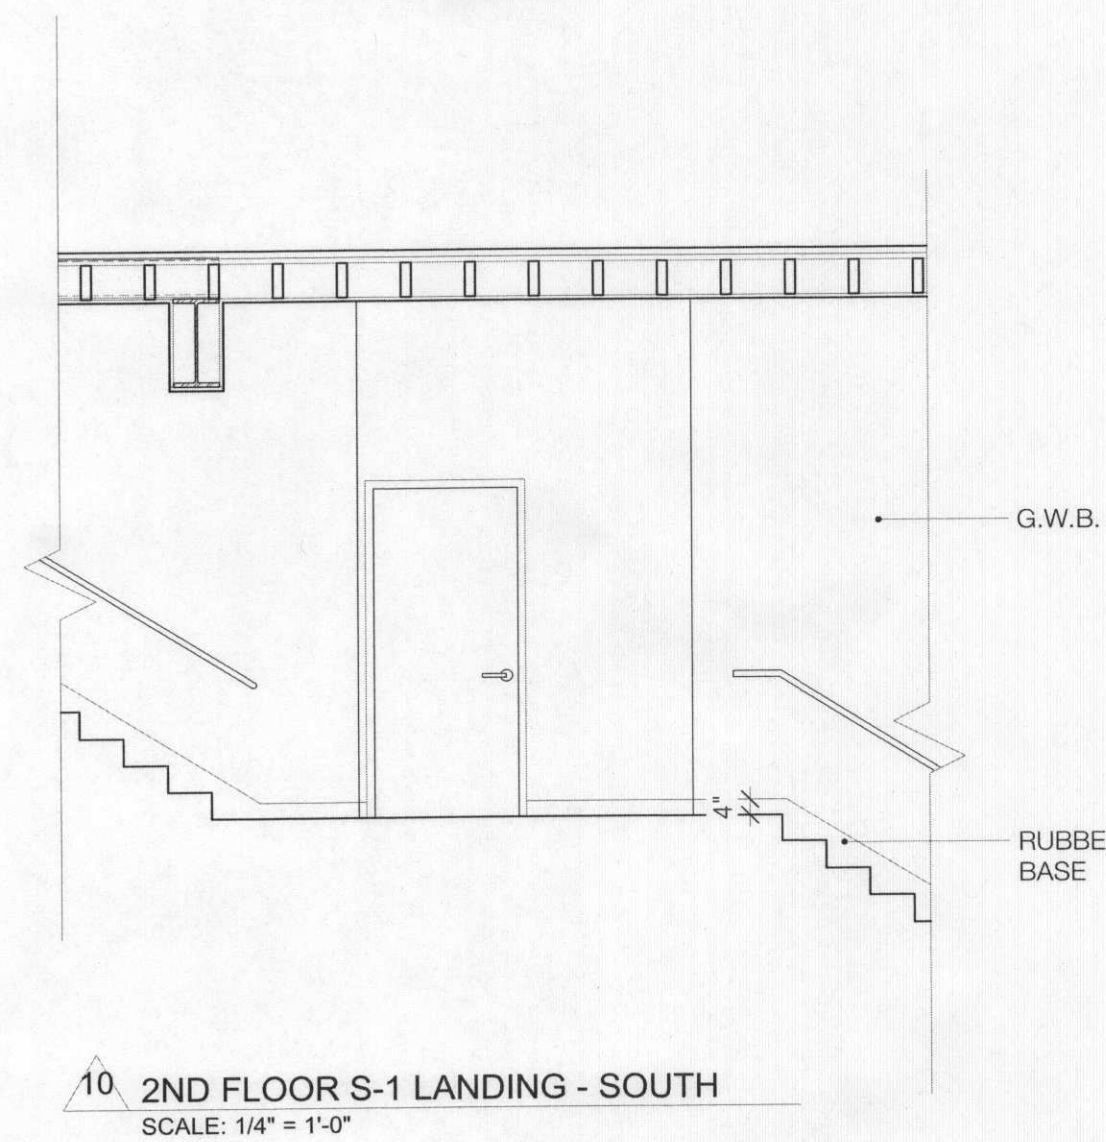 G.W.B.
4"
RUBBE
BASE
10 2ND FLOOR S-1 LANDING - SOUTH
SCALE: 1/4" = 1'-0"